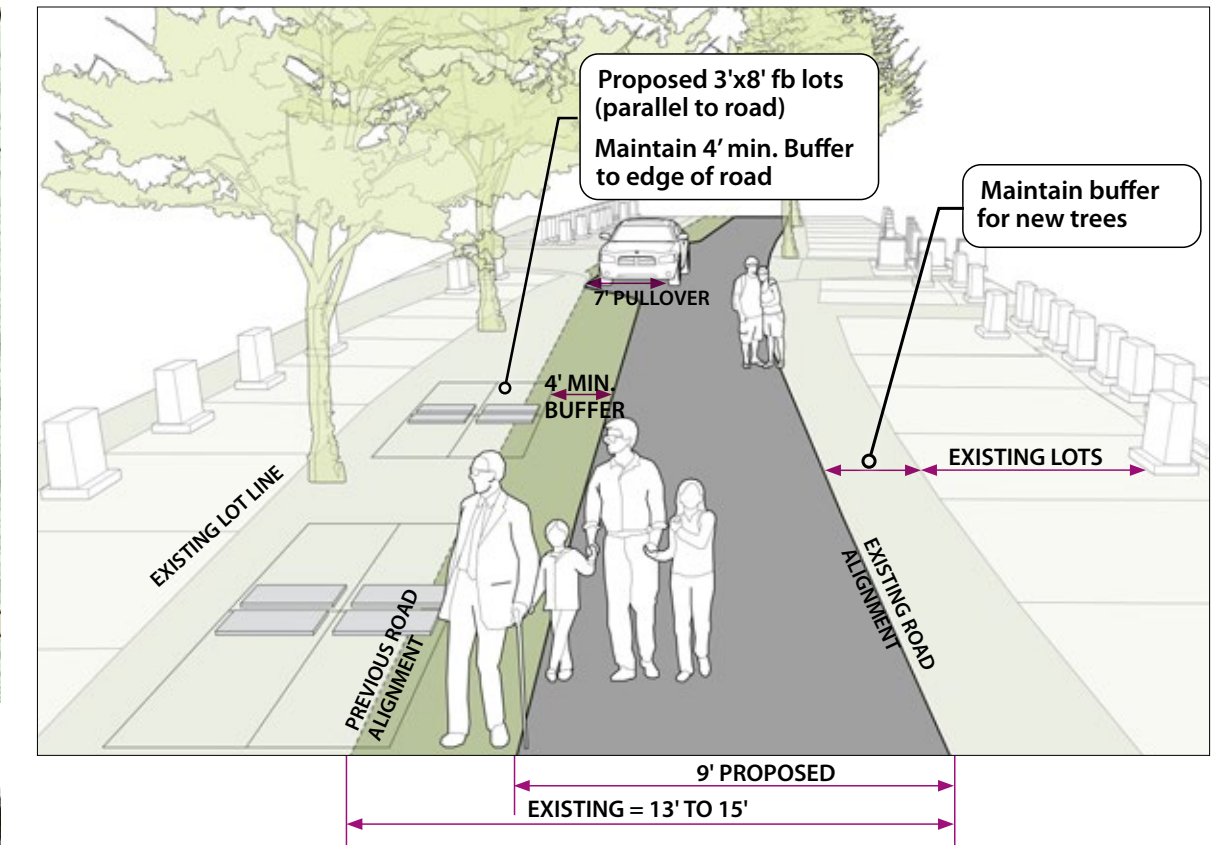 Proposed 3'x8' fb lots
(parallel to road)
Maintain 4' min. Buffer
to edge of road
Maintain buffer
for new trees
7' PULLOVER
4' MIN.
BUFFER
EXISTING LOTS
EXISTING LOT LINE
EXISTING ROAD
ALIGNMENT
PREVIOUS ROAD
ALIGNMENT
9' PROPOSED
EXISTING = 13' TO 15'